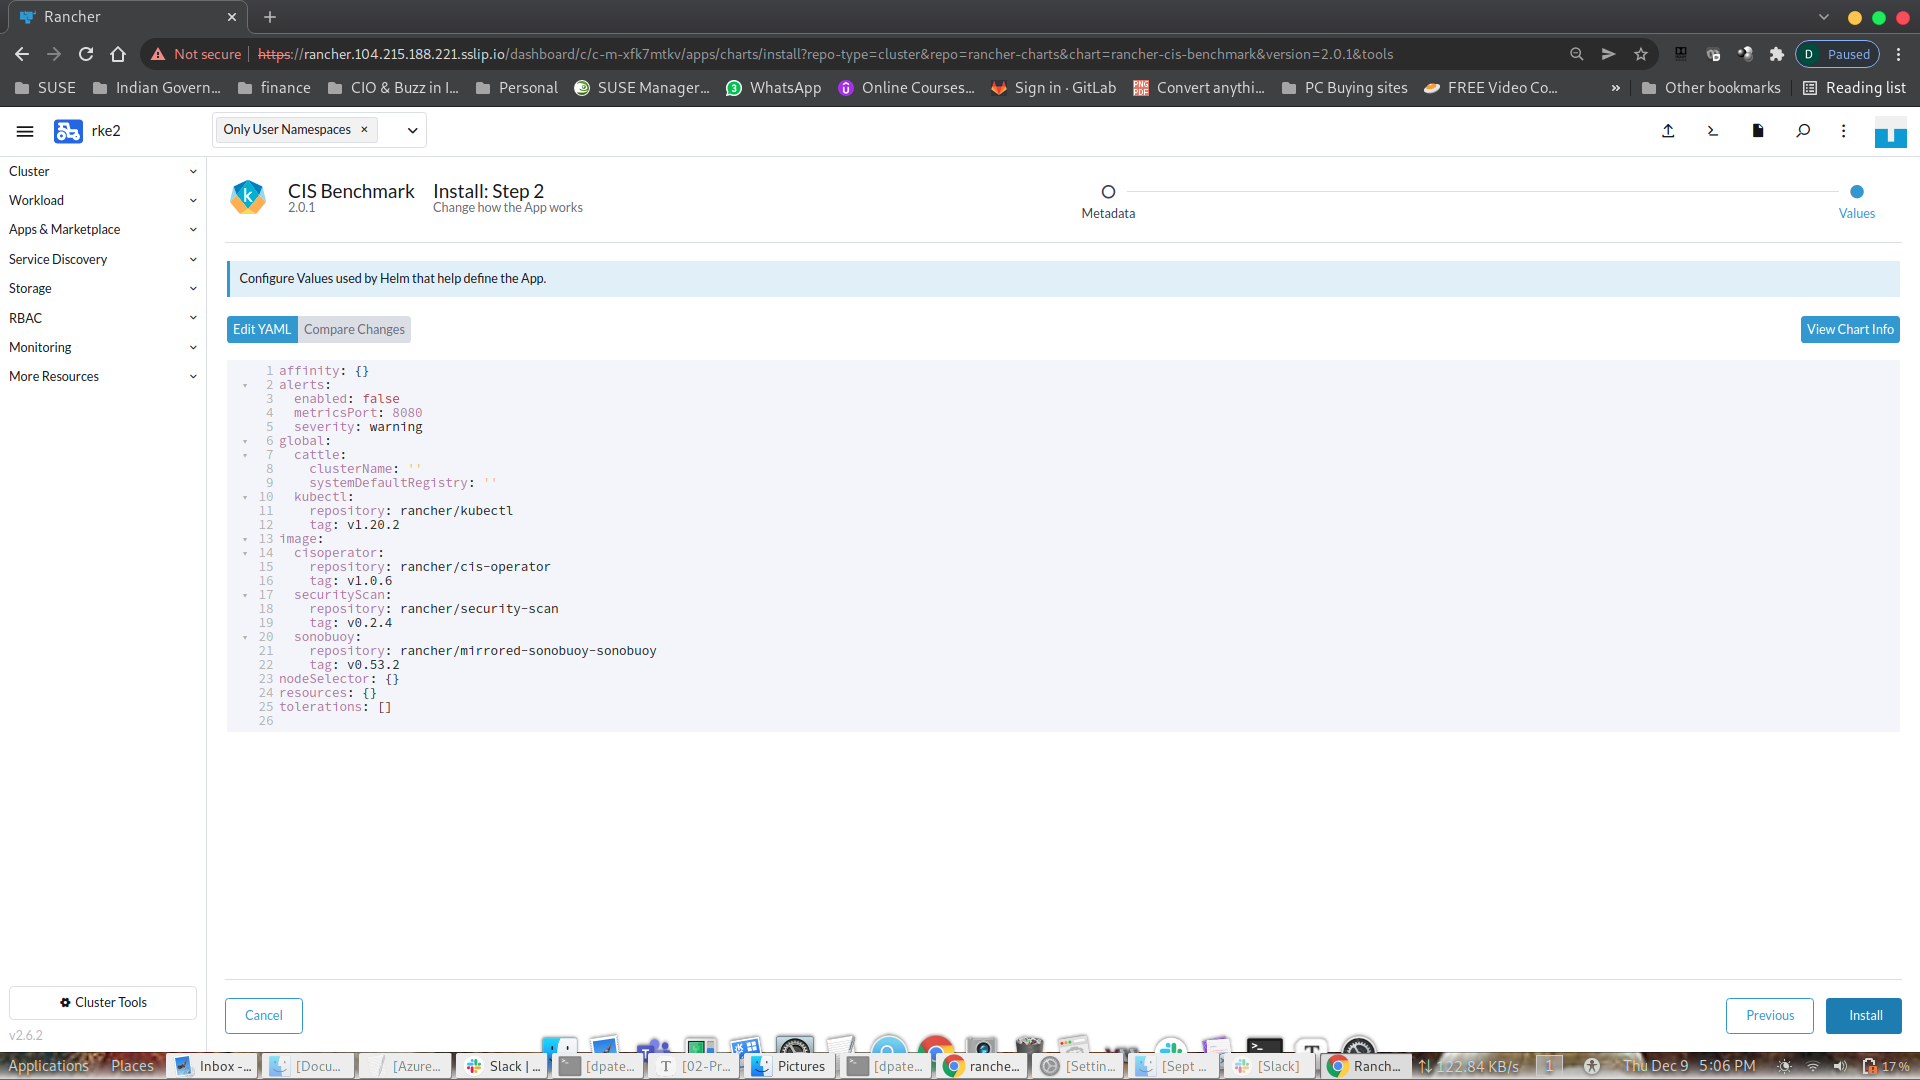 Rancher
Not secure https://rancher.104.215.188.221.sslip.io/dashboard/c/c-m-xfk7mtkv/apps/charts/install?repo-type=cluster&repo=rancher-charts&chart=rancher-cis-benchmark&version=2.0.1&tools
D Paused
SUSE Indian Govern... finance CIO & Buzz in I... Personal SUSE Manager... WhatsApp Online Courses... Sign in · GitLab Convert anythi... PC Buying sites FREE Video Co... » Other bookmarks Reading list
rke2
Only User Namespaces ×
Cluster
Workload
Apps & Marketplace
Service Discovery
Storage
RBAC
Monitoring
More Resources
CIS Benchmark
2.0.1
Install: Step 2
Change how the App works
Metadata
Values
Configure Values used by Helm that help define the App.
Edit YAML Compare Changes
View Chart Info
1 affinity: {}
2 alerts:
3 enabled: false
4 metricsPort: 8080
5 severity: warning
6 global:
7 cattle:
8 clusterName: ''
9 systemDefaultRegistry: ''
10 kubectl:
11 repository: rancher/kubectl
12 tag: v1.20.2
13 image:
14 cisoperator:
15 repository: rancher/cis-operator
16 tag: v1.0.6
17 securityScan:
18 repository: rancher/security-scan
19 tag: v0.2.4
20 sonobuoy:
21 repository: rancher/mirrored-sonobuoy-sonobuoy
22 tag: v0.53.2
23 nodeSelector: {}
24 resources: {}
25 tolerations: []
26
Cluster Tools
v2.6.2
Cancel
Previous
Install
Applications Places Inbox -... [Docu... [Azure... Slack | ... [dpate... [02-Pr... Pictures [dpate... ranche... [Settin... [Sept ... [Slack] Ranch... 122.84 KB/s 1 Thu Dec 9 5:06 PM 17 %